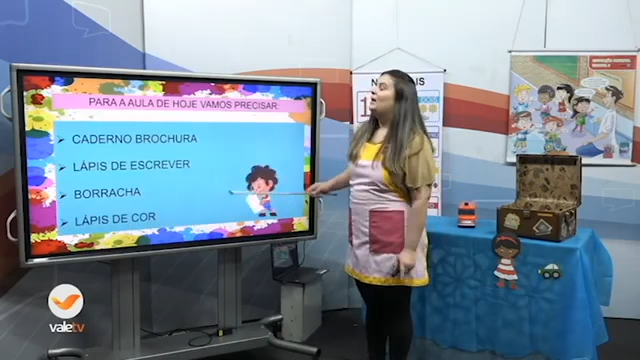 PARA A AULA DE HOJE VAMOS PRECISAR:
CADERNO BROCHURA
LÁPIS DE ESCREVER
BORRACHA
LÁPIS DE COR
valetv